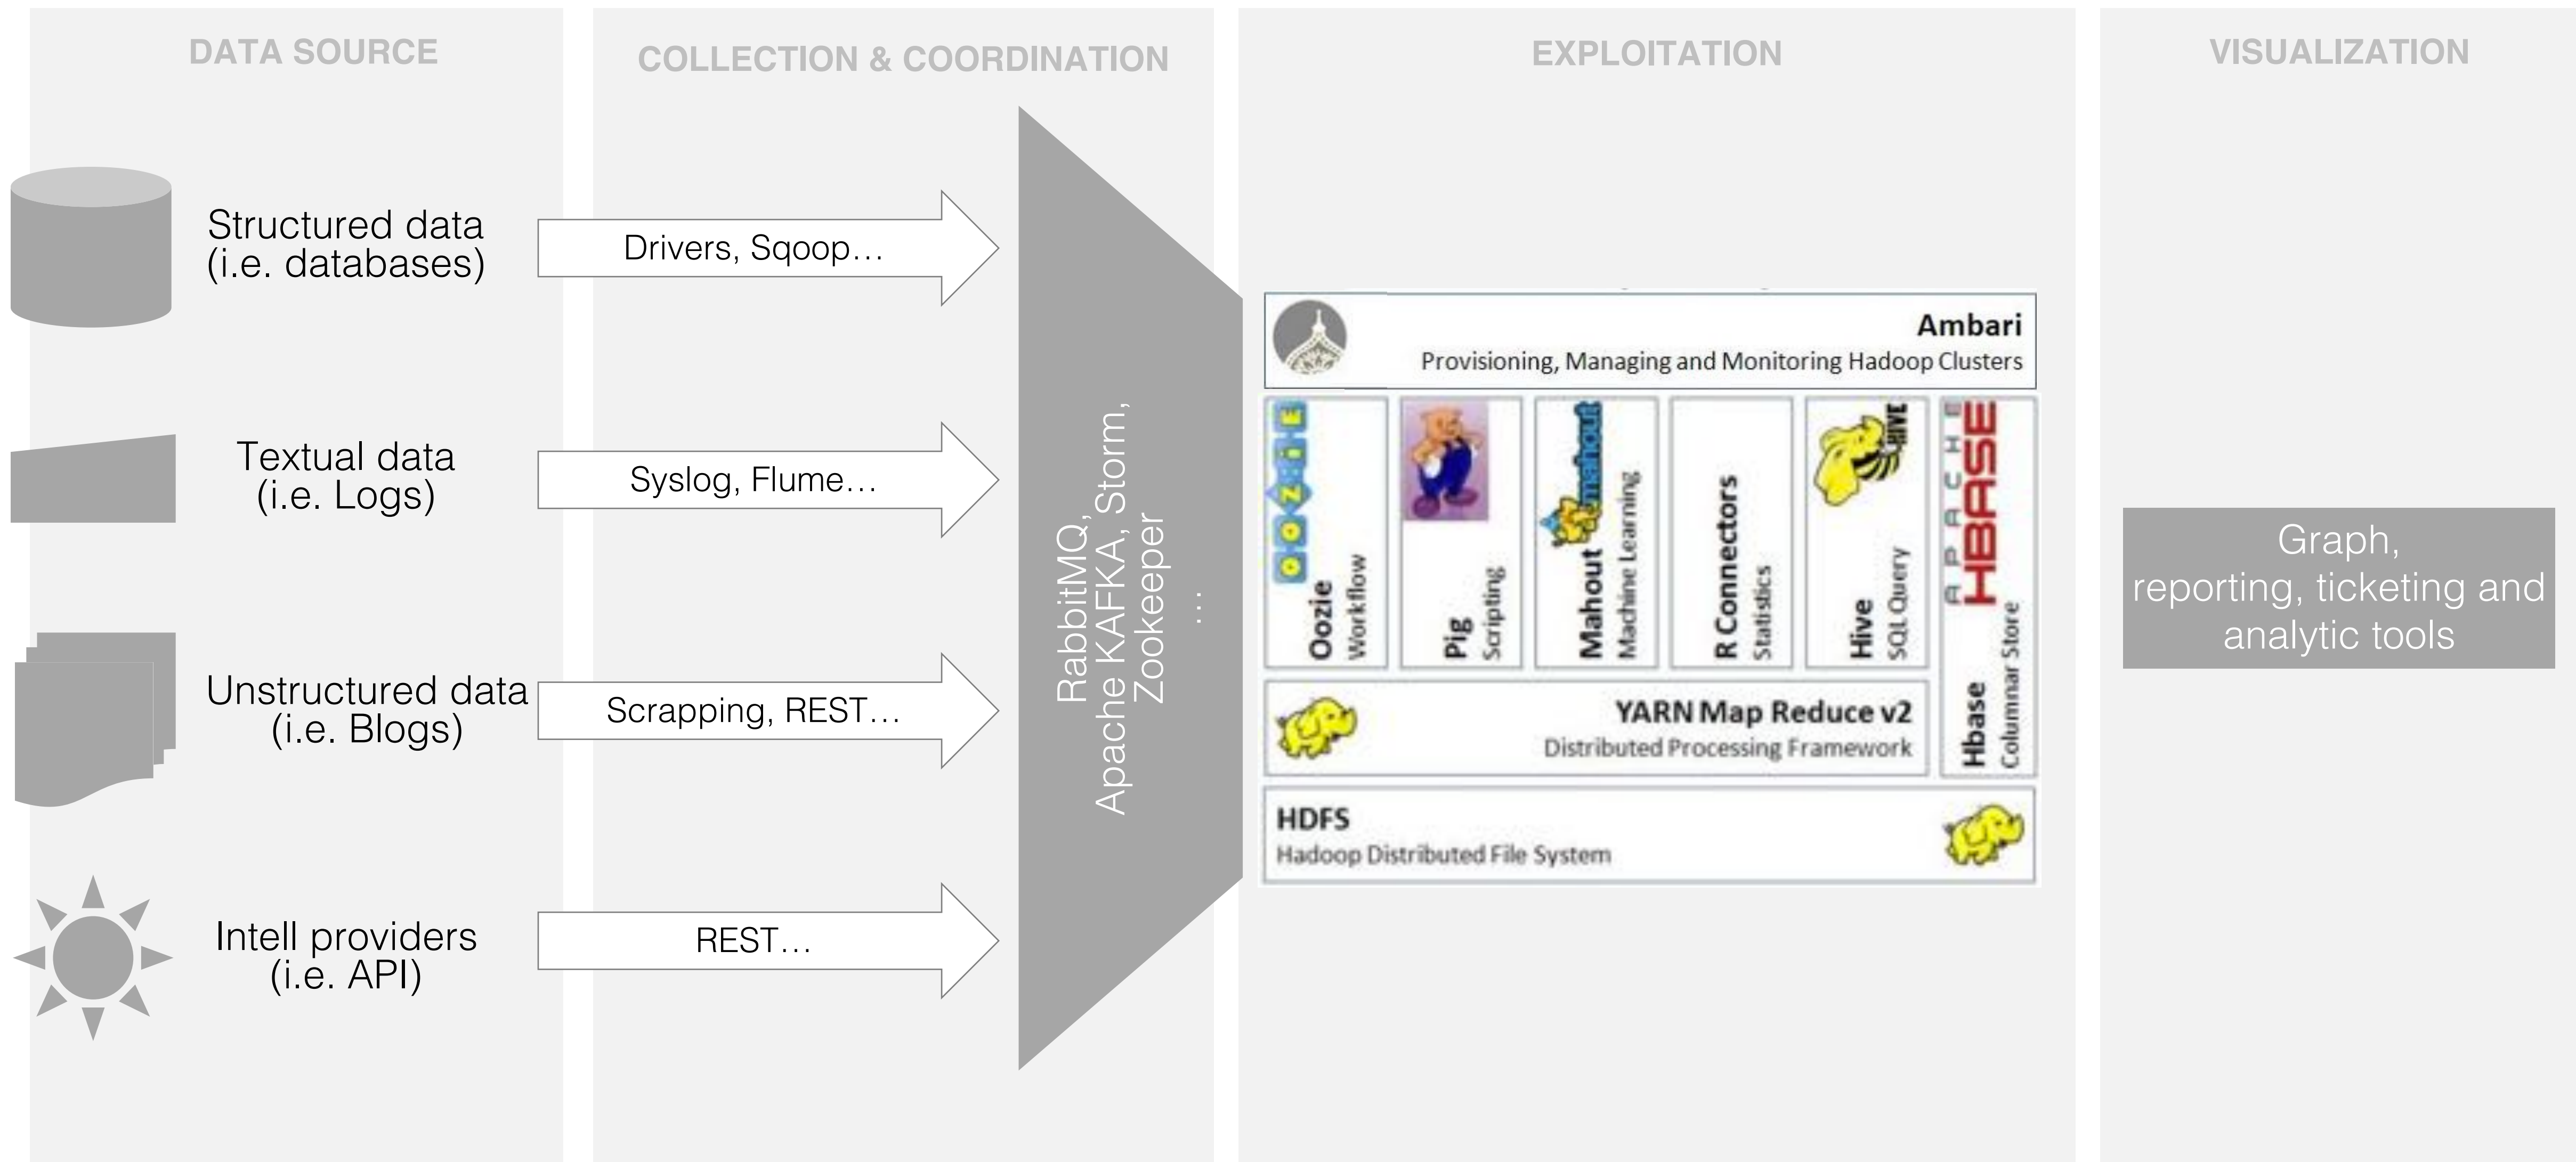 DATA SOURCE
COLLECTION & COORDINATION
EXPLOITATION
VISUALIZATION
Structured data
(i.e. databases)
Drivers, Sqoop…
Textual data
(i.e. Logs)
Syslog, Flume…
Unstructured data
(i.e. Blogs)
Scrapping, REST…
Intell providers
(i.e. API)
REST…
RabbitMQ,
Apache KAFKA, Storm,
Zookeeper
…
Ambari
Provisioning, Managing and Monitoring Hadoop Clusters
OOZIE
Oozie
Workflow
Pig
Scripting
mahout
Mahout
Machine Learning
R Connectors
Statistics
HIVE
Hive
SQL Query
APACHE
HBASE
Hbase
Columnar Store
YARN Map Reduce v2
Distributed Processing Framework
HDFS
Hadoop Distributed File System
Graph,
reporting, ticketing and
analytic tools